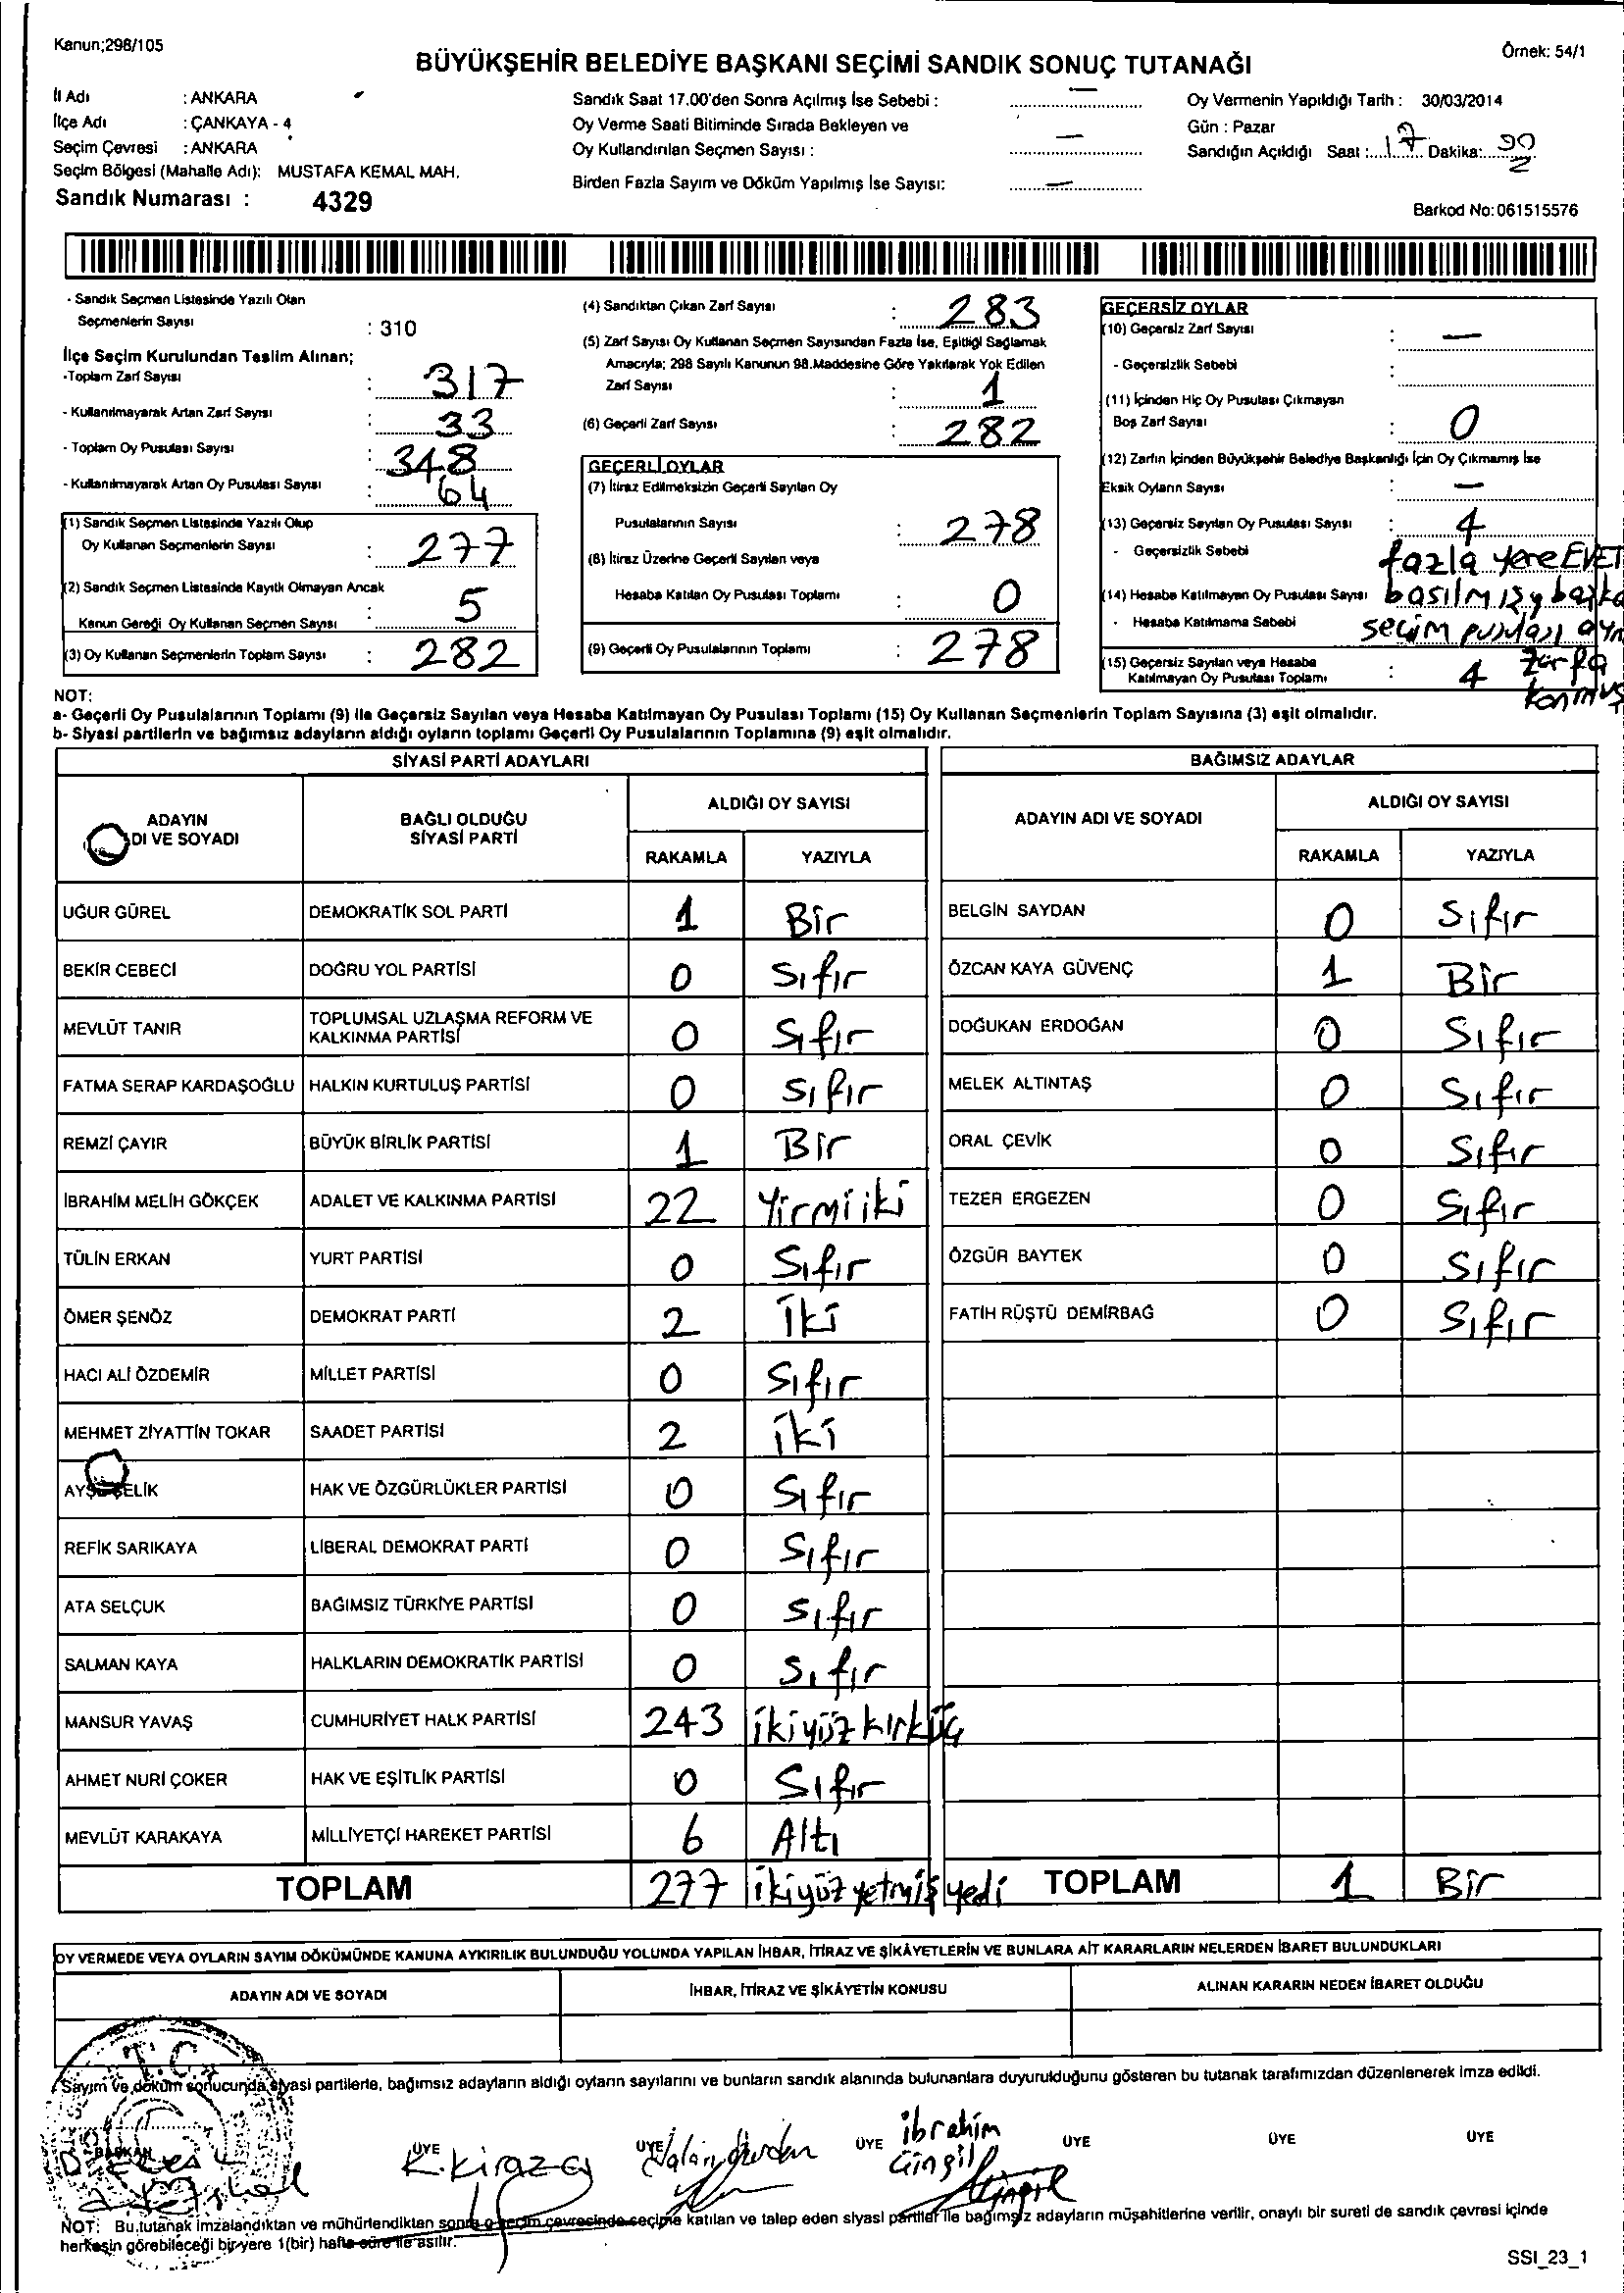 Kanun;298/105
Örnek: 54/1
BÜYÜKŞEHİR BELEDİYE BAŞKANI SEÇİMİ SANDIK SONUÇ TUTANAĞI
İl Adı : ANKARA
İlçe Adı : ÇANKAYA - 4
Seçim Çevresi : ANKARA
Seçim Bölgesi (Mahalle Adı): MUSTAFA KEMAL MAH.
Sandık Numarası : 4329
Sandık Saat 17.00'den Sonra Açılmış İse Sebebi : —
Oy Verme Saati Bitiminde Sırada Bekleyen ve
Oy Kullandırılan Seçmen Sayısı : —
Birden Fazla Sayım ve Döküm Yapılmış İse Sayısı: —
Oy Vermenin Yapıldığı Tarih : 30/03/2014
Gün : Pazar
Sandığın Açıldığı Saat : 17 Dakika:
Barkod No:061515576
- Sandık Seçmen Listesinde Yazılı Olan
Seçmenlerin Sayısı : 310
İlçe Seçim Kurulundan Teslim Alınan;
-Toplam Zarf Sayısı : 317
- Kullanılmayarak Artan Zarf Sayısı : 33
- Toplam Oy Pusulası Sayısı : 348
- Kullanılmayarak Artan Oy Pusulası Sayısı : 64
(1) Sandık Seçmen Listesinde Yazılı Olup
Oy Kullanan Seçmenlerin Sayısı : 277
(2) Sandık Seçmen Listesinde Kayıtlı Olmayan Ancak
Kanun Gereği Oy Kullanan Seçmen Sayısı : 5
(3) Oy Kullanan Seçmenlerin Toplam Sayısı : 282
(4) Sandıktan Çıkan Zarf Sayısı : 283
(5) Zarf Sayısı Oy Kullanan Seçmen Sayısından Fazla İse, Eşitliği Sağlamak
Amacıyla; 298 Sayılı Kanunun 98.Maddesine Göre Yakılarak Yok Edilen
Zarf Sayısı : 1
(6) Geçerli Zarf Sayısı : 282
GEÇERLİ OYLAR
(7) İtiraz Edilmeksizin Geçerli Sayılan Oy
Pusulalarının Sayısı : 278
(8) İtiraz Üzerine Geçerli Sayılan veya
Hesaba Katılan Oy Pusulası Toplamı : 0
(9) Geçerli Oy Pusulalarının Toplamı : 278
GEÇERSİZ OYLAR
(10) Geçersiz Zarf Sayısı : —
- Geçersizlik Sebebi :
(11) İçinden Hiç Oy Pusulası Çıkmayan
Boş Zarf Sayısı : 0
(12) Zarfın İçinden Büyükşehir Belediye Başkanlığı İçin Oy Çıkmamış İse
Eksik Oyların Sayısı : —
(13) Geçersiz Sayılan Oy Pusulası Sayısı : 4
- Geçersizlik Sebebi fazla yere EVET
(14) Hesaba Katılmayan Oy Pusulası Sayısı basılmış,
- Hesaba Katılmama Sebebi seçim pusulası
(15) Geçersiz Sayılan veya Hesaba
Katılmayan Oy Pusulası Toplamı : 4 zarfa
konmuş
NOT:
a- Geçerli Oy Pusulalarının Toplamı (9) ile Geçersiz Sayılan veya Hesaba Katılmayan Oy Pusulası Toplamı (15) Oy Kullanan Seçmenlerin Toplam Sayısına (3) eşit olmalıdır.
b- Siyasi partilerin ve bağımsız adayların aldığı oyların toplamı Geçerli Oy Pusulalarının Toplamına (9) eşit olmalıdır.
SİYASİ PARTİ ADAYLARI
ADAYIN
ADI VE SOYADI
BAĞLI OLDUĞU
SİYASİ PARTİ
ALDIĞI OY SAYISI
RAKAMLA YAZIYLA
UĞUR GÜREL DEMOKRATİK SOL PARTİ 1 Bir
BEKİR CEBECİ DOĞRU YOL PARTİSİ 0 Sıfır
MEVLÜT TANIR TOPLUMSAL UZLAŞMA REFORM VE
KALKINMA PARTİSİ 0 Sıfır
FATMA SERAP KARDAŞOĞLU HALKIN KURTULUŞ PARTİSİ 0 Sıfır
REMZİ ÇAYIR BÜYÜK BİRLİK PARTİSİ 1 Bir
İBRAHİM MELİH GÖKÇEK ADALET VE KALKINMA PARTİSİ 22 Yirmiiki
TÜLİN ERKAN YURT PARTİSİ 0 Sıfır
ÖMER ŞENÖZ DEMOKRAT PARTİ 2 İki
HACI ALİ ÖZDEMİR MİLLET PARTİSİ 0 Sıfır
MEHMET ZİYATTİN TOKAR SAADET PARTİSİ 2 İki
HAK VE ÖZGÜRLÜKLER PARTİSİ 0 Sıfır
REFİK SARIKAYA LİBERAL DEMOKRAT PARTİ 0 Sıfır
ATA SELÇUK BAĞIMSIZ TÜRKİYE PARTİSİ 0 Sıfır
SALMAN KAYA HALKLARIN DEMOKRATİK PARTİSİ 0 Sıfır
MANSUR YAVAŞ CUMHURİYET HALK PARTİSİ 243 ikiyüzkırküç
AHMET NURİ ÇOKER HAK VE EŞİTLİK PARTİSİ 0 Sıfır
MEVLÜT KARAKAYA MİLLİYETÇİ HAREKET PARTİSİ 6 Altı
TOPLAM 277 ikiyüzyetmişyedi
BAĞIMSIZ ADAYLAR
ADAYIN ADI VE SOYADI
ALDIĞI OY SAYISI
RAKAMLA YAZIYLA
BELGİN SAYDAN 0 Sıfır
ÖZCAN KAYA GÜVENÇ 1 Bir
DOĞUKAN ERDOĞAN 0 Sıfır
MELEK ALTINTAŞ 0 Sıfır
ORAL ÇEVİK 0 Sıfır
TEZER ERGEZEN 0 Sıfır
ÖZGÜR BAYTEK 0 Sıfır
FATİH RÜŞTÜ DEMİRBAĞ 0 Sıfır
TOPLAM 1 Bir
OY VERMEDE VEYA OYLARIN SAYIM DÖKÜMÜNDE KANUNA AYKIRILIK BULUNDUĞU YOLUNDA YAPILAN İHBAR, İTİRAZ VE ŞİKÂYETLERİN VE BUNLARA AİT KARARLARIN NELERDEN İBARET BULUNDUKLARI
ADAYIN ADI VE SOYADI İHBAR, İTİRAZ VE ŞİKÂYETİN KONUSU ALINAN KARARIN NEDEN İBARET OLDUĞU
T.C.
Sayım ve döküm sonucunda siyasi partilerle, bağımsız adayların aldığı oyların sayılarını ve bunların sandık alanında bulunanlara duyurulduğunu gösteren bu tutanak tarafımızdan düzenlenerek imza edildi.
BAŞKAN ÜYE ÜYE ÜYE ÜYE ÜYE ÜYE
K.Kirazcı
ibrahim
Gingil
NOT: Bu tutanak imzalandıktan ve mühürlendikten sonra o seçim çevresinde seçime katılan ve talep eden siyasi partiler ile bağımsız adayların müşahitlerine verilir, onaylı bir sureti de sandık çevresi içinde
herkesin görebileceği bir yere 1(bir) hafta süre ile asılır.
SSI_23_1